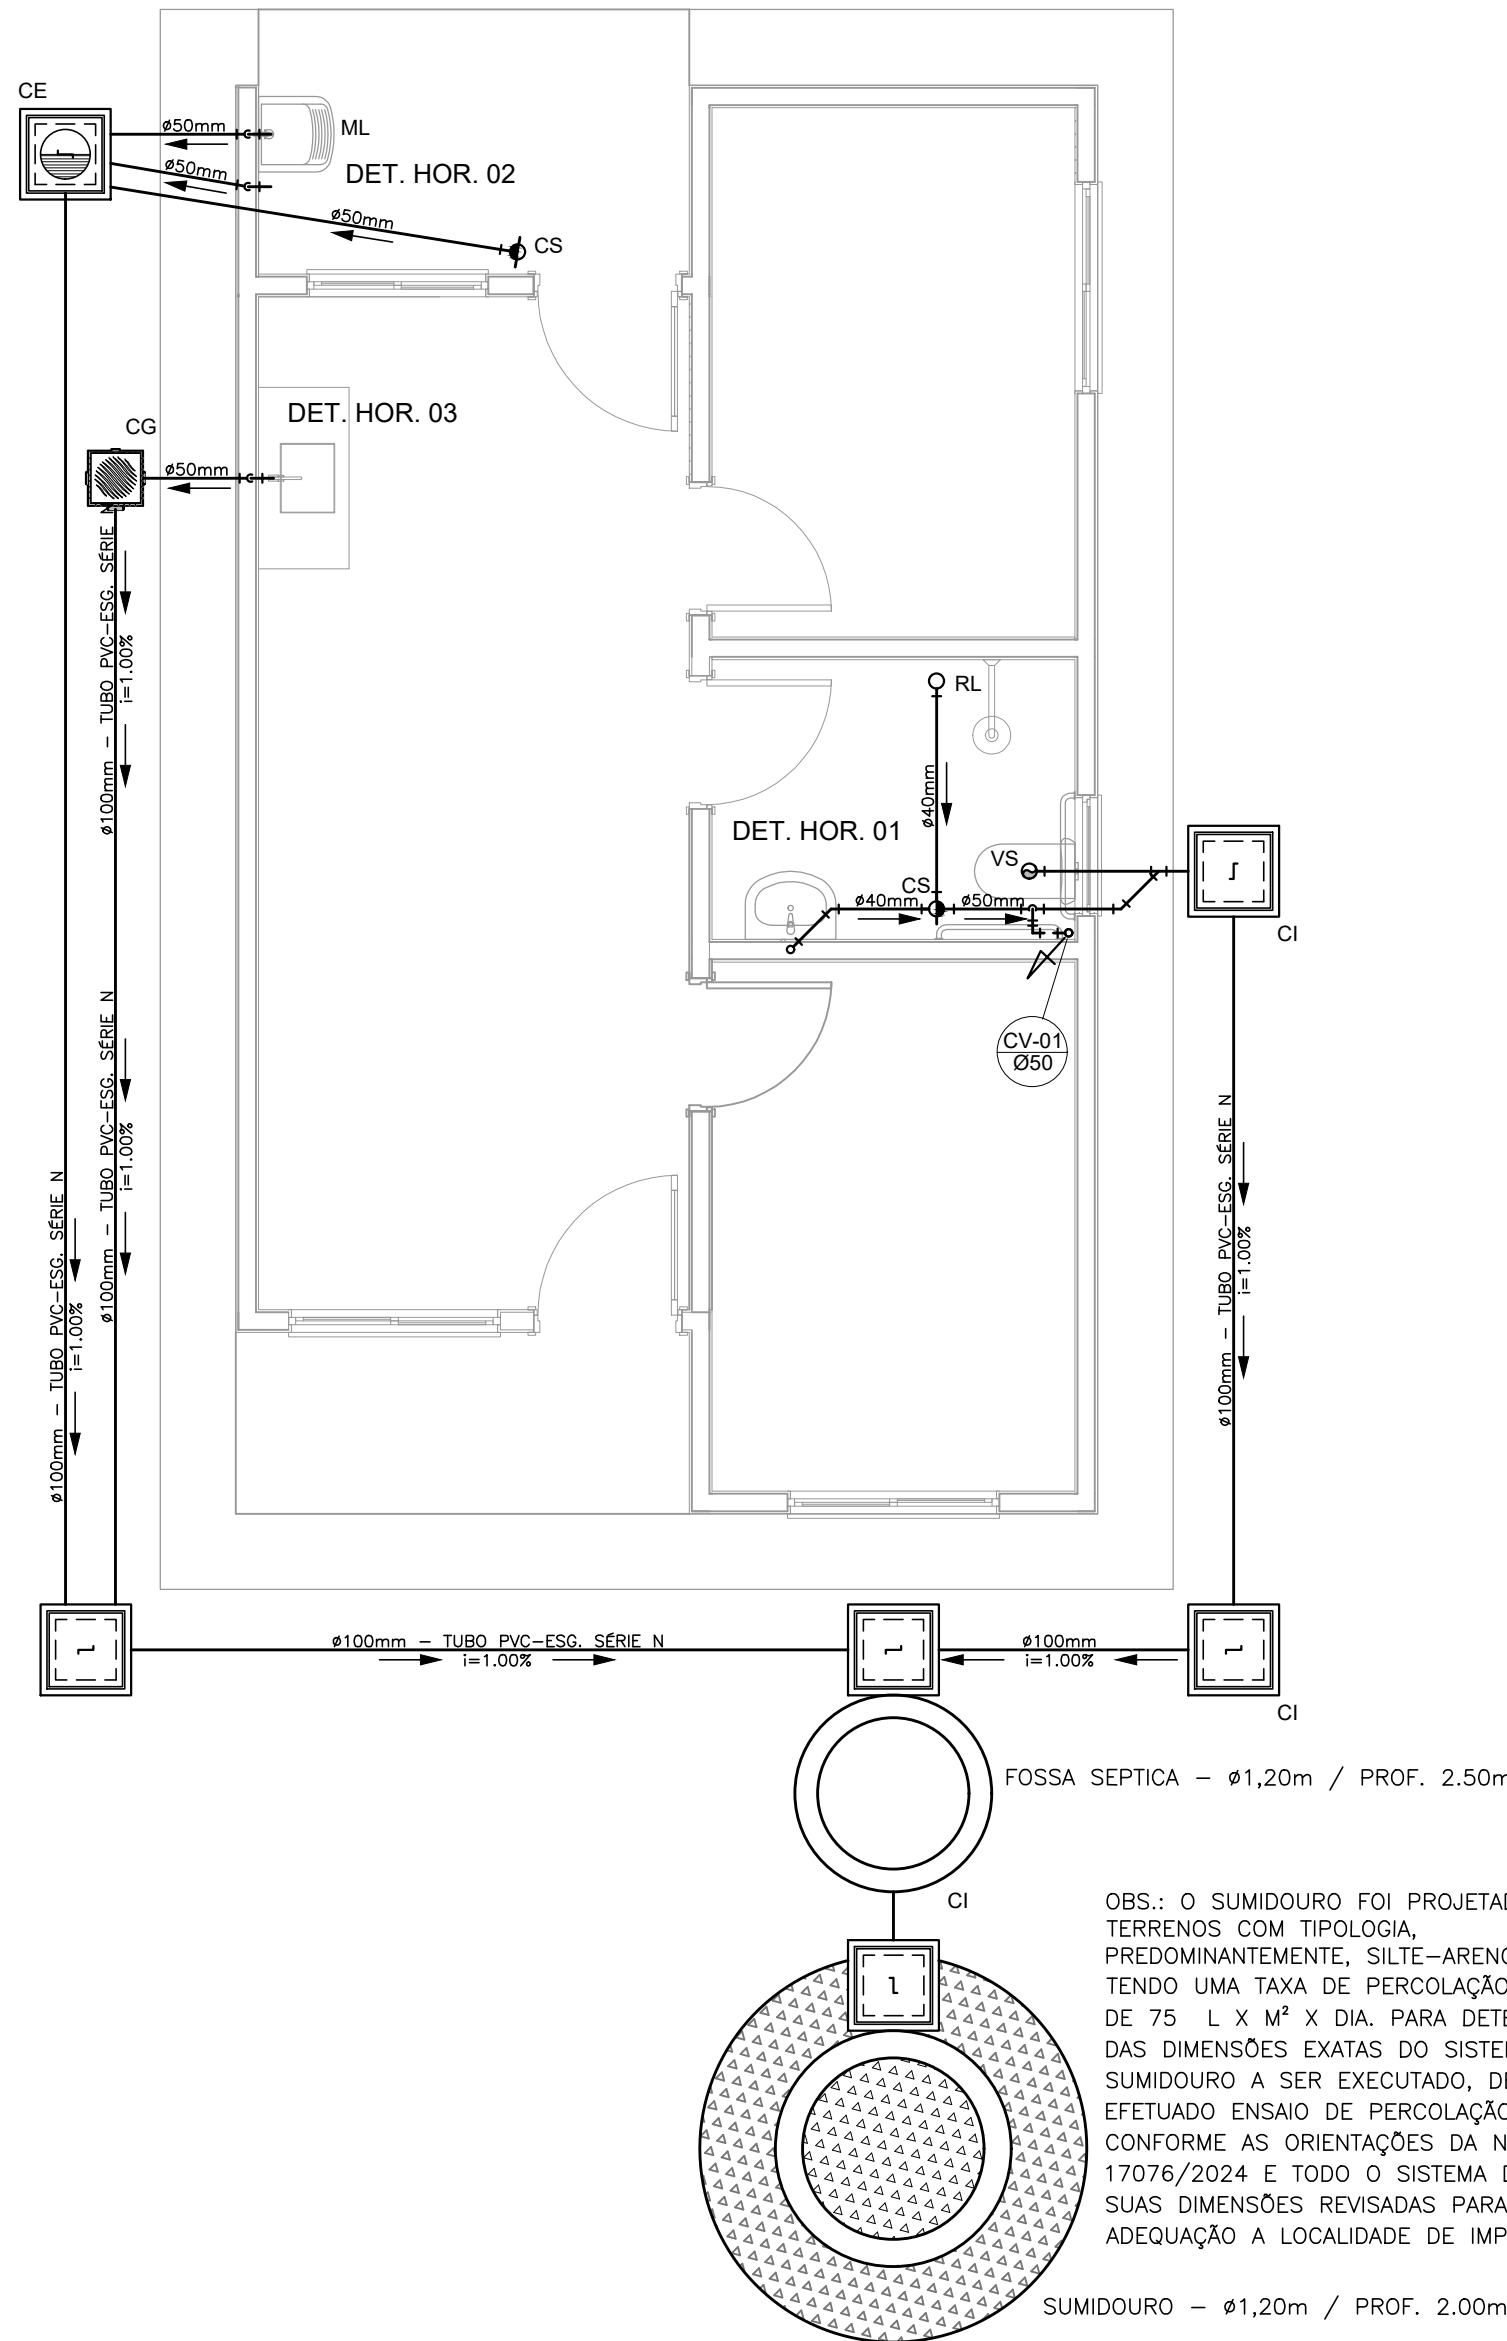 CE
ø50mm
ML
ø50mm
DET. HOR. 02
ø50mm
CS
DET. HOR. 03
CG
ø50mm
ø100mm – TUBO PVC–ESG. SÉRIE N
i=1.00%
RL
ø40mm
DET. HOR. 01
VS
CS
ø40mm
ø50mm
CI
CV-01
Ø50
ø100mm – TUBO PVC–ESG. SÉRIE N
i=1.00%
ø100mm – TUBO PVC–ESG. SÉRIE N
i=1.00%
ø100mm – TUBO PVC–ESG. SÉRIE N
i=1.00%
ø100mm – TUBO PVC–ESG. SÉRIE N
i=1.00%
ø100mm
i=1.00%
CI
FOSSA SEPTICA – ø1,20m / PROF. 2.50m
CI
OBS.: O SUMIDOURO FOI
TERRENOS COM TIPOLOGIA,
PREDOMINANTEMENTE,
TENDO UMA TAXA DE PERCOLAÇÃO
DE 75 L X M² X DIA. PARA
DAS DIMENSÕES EXATAS DO
SUMIDOURO A SER EXECUTADO,
EFETUADO ENSAIO DE PERCOLAÇÃO
CONFORME AS ORIENTAÇÕES DA
17076/2024 E TODO O SISTEMA
SUAS DIMENSÕES REVISADAS PARA
ADEQUAÇÃO A LOCALIDADE DE
SUMIDOURO – ø1,20m / PROF. 2.00m